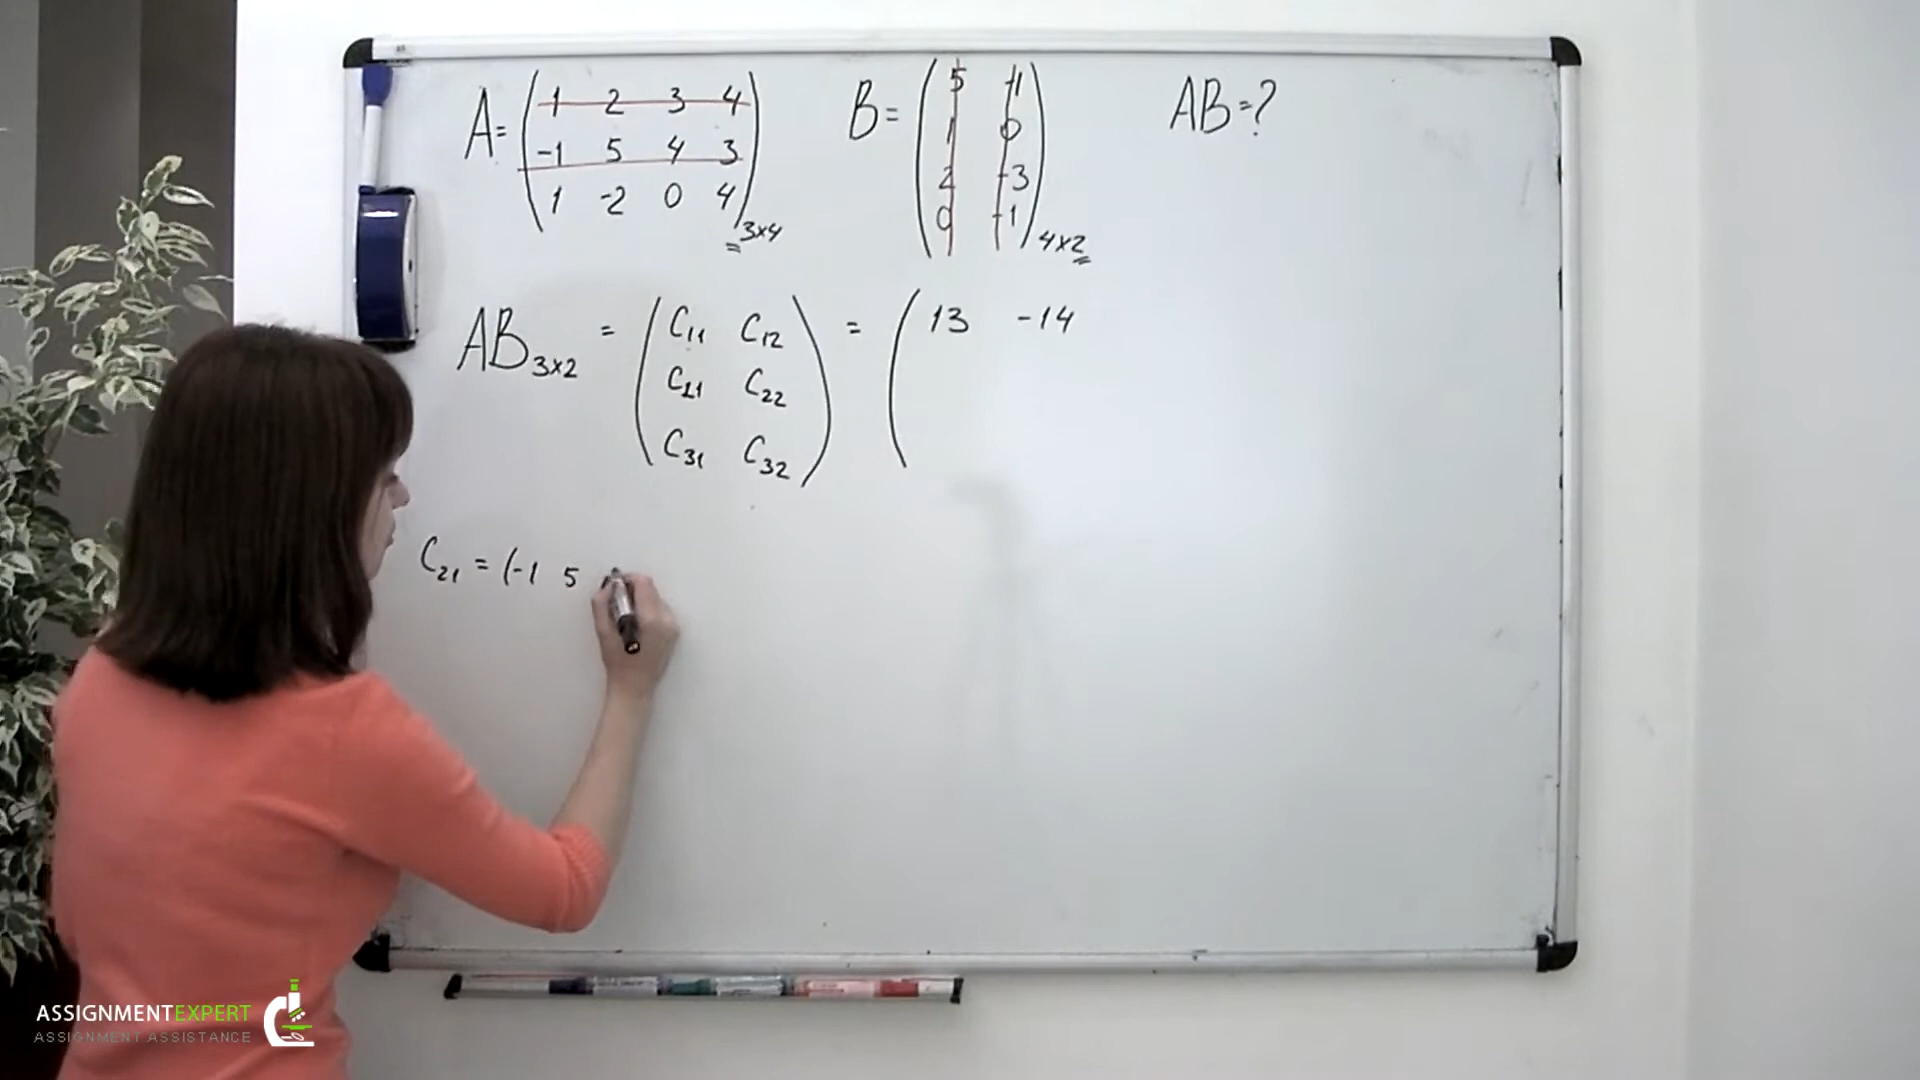 A = ( 1 2 3 4
-1 5 4 3
1 -2 0 4 ) 3×4
B = ( 5 -1
1 0
2 -3
0 -1 ) 4×2
AB = ?
AB 3×2 = ( C11 C12
C21 C22
C31 C32 ) = ( 13 -14
C21 = (-1 5
ASSIGNMENTEXPERT
ASSIGNMENT ASSISTANCE